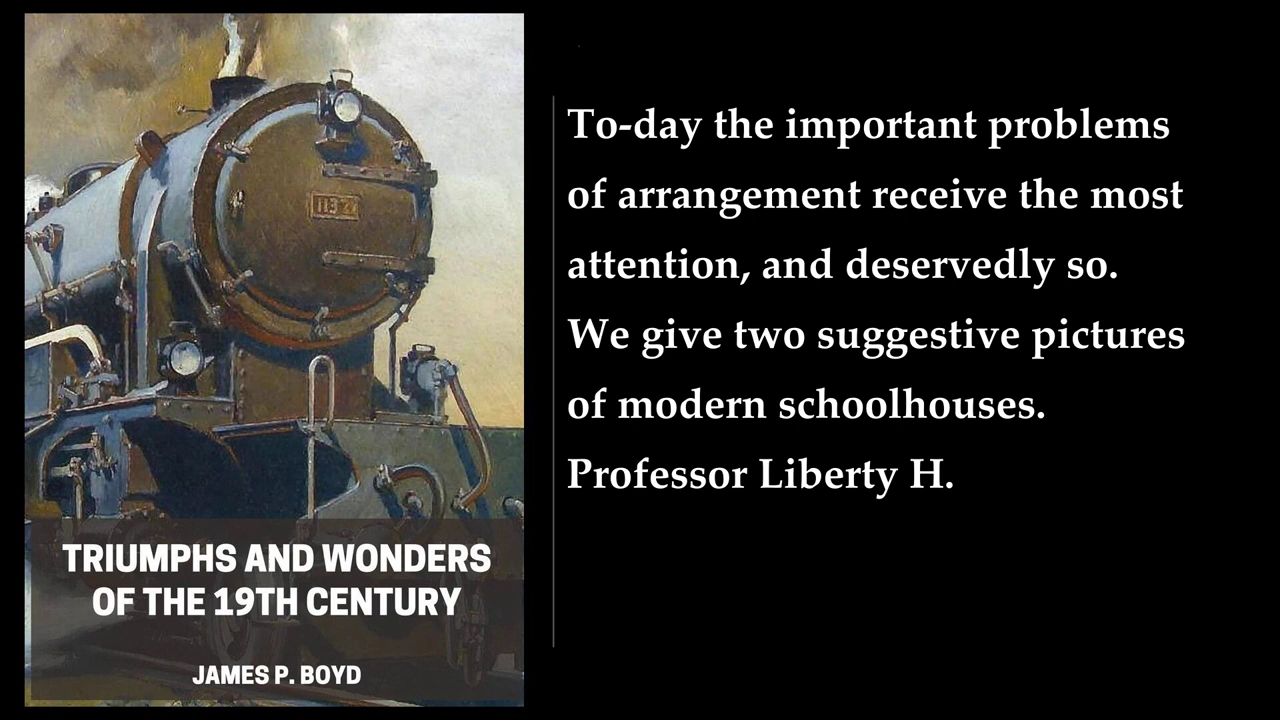 To-day the important problems
of arrangement receive the most
attention, and deservedly so.
We give two suggestive pictures
of modern schoolhouses.
Professor Liberty H.
TRIUMPHS AND WONDERS
OF THE 19TH CENTURY
JAMES P. BOYD